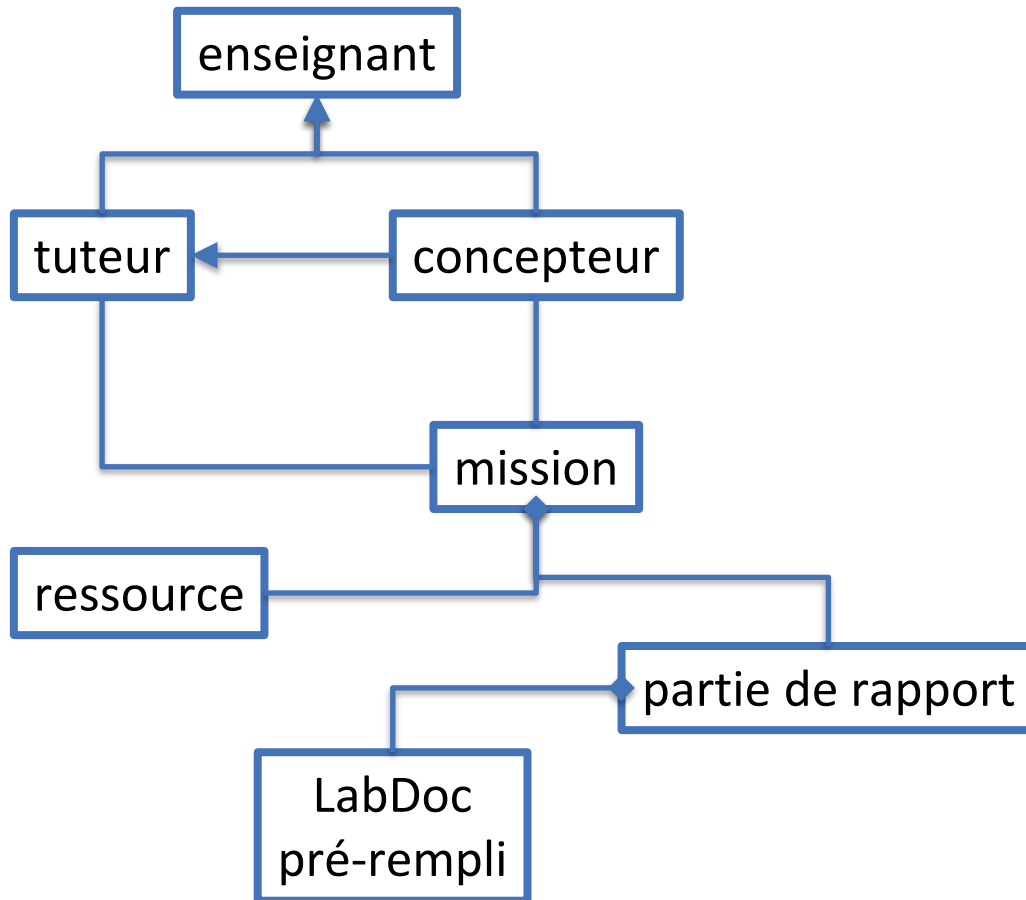 enseignant
tuteur
concepteur
mission
ressource
partie de rapport
LabDoc
pré-rempli